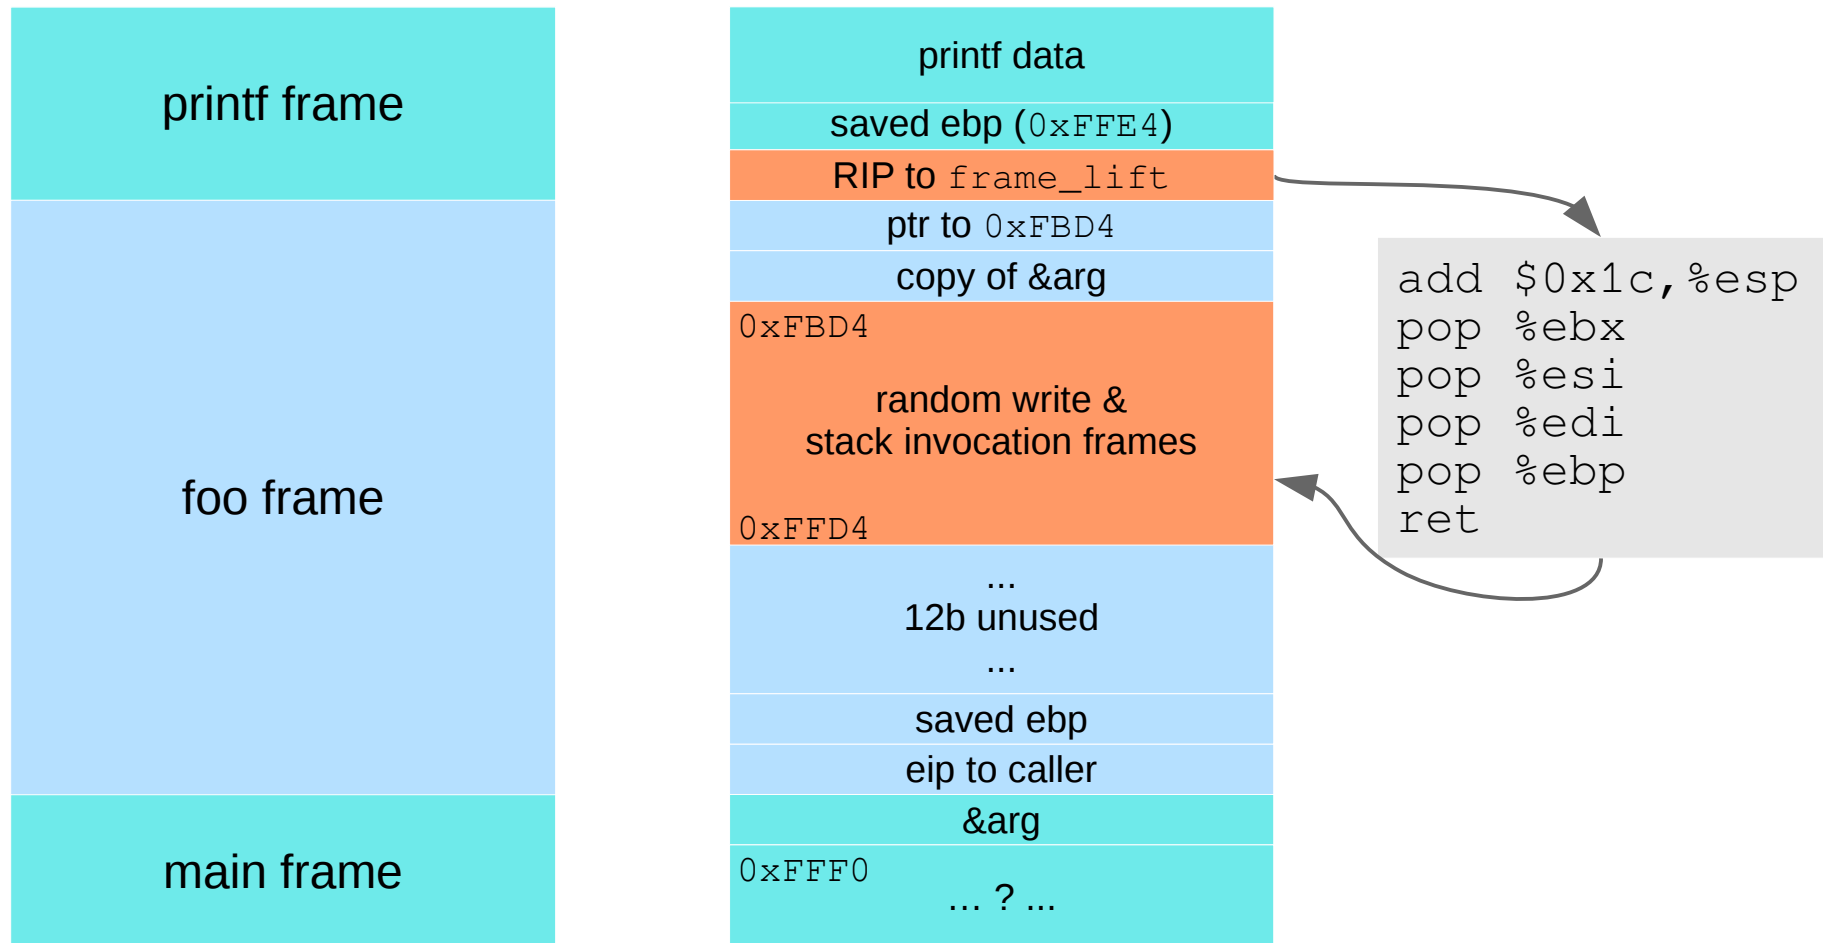 printf frame
foo frame
main frame
printf data
saved ebp (0xFFE4)
RIP to frame_lift
ptr to 0xFBD4
copy of &arg
0xFBD4
random write &
stack invocation frames
0xFFD4
...
12b unused
...
saved ebp
eip to caller
&arg
0xFFF0
... ? ...
add $0x1c,%esp
pop %ebx
pop %esi
pop %edi
pop %ebp
ret